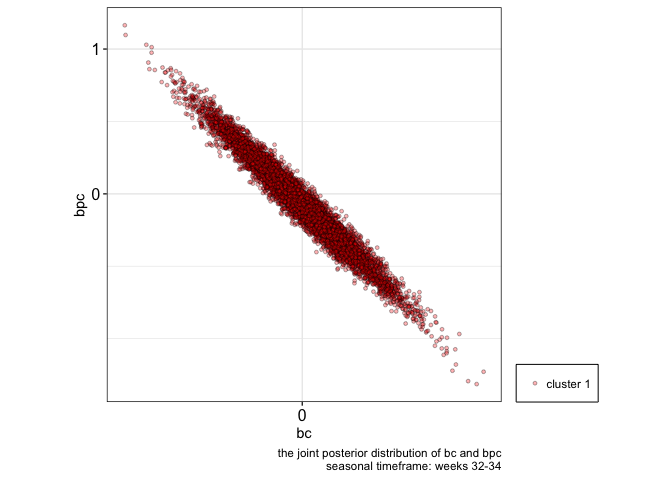 1
0
bpc
0
bc
cluster 1
the joint posterior distribution of bc and bpc
seasonal timeframe: weeks 32-34